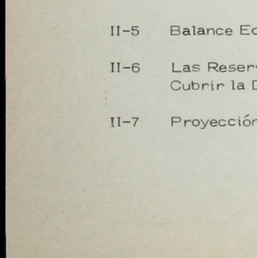 II-5 Balance Ec
II-6 Las Reser
Cubrir la D
II-7 Proyección